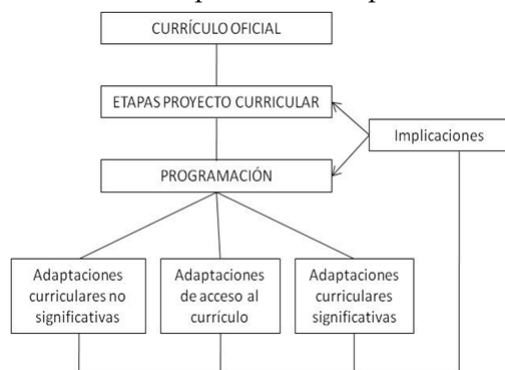 CURRÍCULO OFICIAL
ETAPAS PROYECTO CURRICULAR
Implicaciones
PROGRAMACIÓN
Adaptaciones
curriculares no
significativas
Adaptaciones
de acceso al
currículo
Adaptaciones
curriculares
significativas